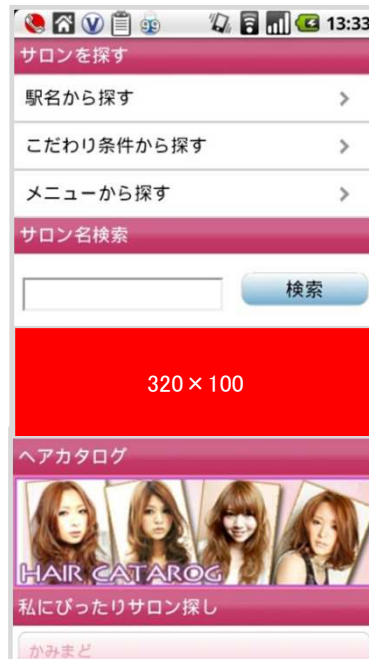 13:33
サロンを探す
駅名から探す
こだわり条件から探す
メニューから探す
サロン名検索
検索
320×100
ヘアカタログ
HAIR CATAROG
私にぴったりサロン探し
かみまど